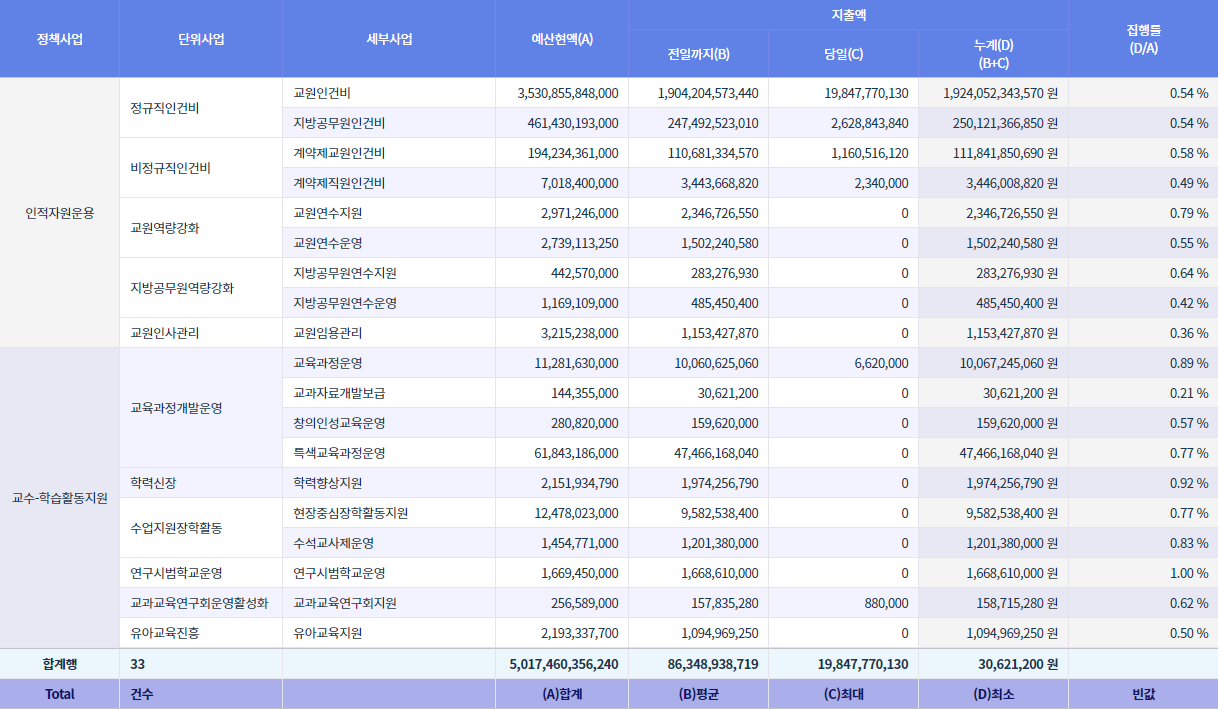 정책사업 단위사업 세부사업 예산현액(A) 지출액 집행률
(D/A)
전일까지(B) 당일(C) 누계(D)
(B+C)
인적자원운용 정규직인건비 교원인건비 3,530,855,848,000 1,904,204,573,440 19,847,770,130 1,924,052,343,570 원 0.54 %
지방공무원인건비 461,430,193,000 247,492,523,010 2,628,843,840 250,121,366,850 원 0.54 %
비정규직인건비 계약제교원인건비 194,234,361,000 110,681,334,570 1,160,516,120 111,841,850,690 원 0.58 %
계약제직원인건비 7,018,400,000 3,443,668,820 2,340,000 3,446,008,820 원 0.49 %
교원역량강화 교원연수지원 2,971,246,000 2,346,726,550 0 2,346,726,550 원 0.79 %
교원연수운영 2,739,113,250 1,502,240,580 0 1,502,240,580 원 0.55 %
지방공무원역량강화 지방공무원연수지원 442,570,000 283,276,930 0 283,276,930 원 0.64 %
지방공무원연수운영 1,169,109,000 485,450,400 0 485,450,400 원 0.42 %
교원인사관리 교원임용관리 3,215,238,000 1,153,427,870 0 1,153,427,870 원 0.36 %
교수-학습활동지원 교육과정개발운영 교육과정운영 11,281,630,000 10,060,625,060 6,620,000 10,067,245,060 원 0.89 %
교과자료개발보급 144,355,000 30,621,200 0 30,621,200 원 0.21 %
창의인성교육운영 280,820,000 159,620,000 0 159,620,000 원 0.57 %
특색교육과정운영 61,843,186,000 47,466,168,040 0 47,466,168,040 원 0.77 %
학력신장 학력향상지원 2,151,934,790 1,974,256,790 0 1,974,256,790 원 0.92 %
수업지원장학활동 현장중심장학활동지원 12,478,023,000 9,582,538,400 0 9,582,538,400 원 0.77 %
수석교사제운영 1,454,771,000 1,201,380,000 0 1,201,380,000 원 0.83 %
연구시범학교운영 연구시범학교운영 1,669,450,000 1,668,610,000 0 1,668,610,000 원 1.00 %
교과교육연구회운영활성화 교과교육연구회지원 256,589,000 157,835,280 880,000 158,715,280 원 0.62 %
유아교육진흥 유아교육지원 2,193,337,700 1,094,969,250 0 1,094,969,250 원 0.50 %
합계행 33 5,017,460,356,240 86,348,938,719 19,847,770,130 30,621,200 원
Total 건수 (A)합계 (B)평균 (C)최대 (D)최소 빈값